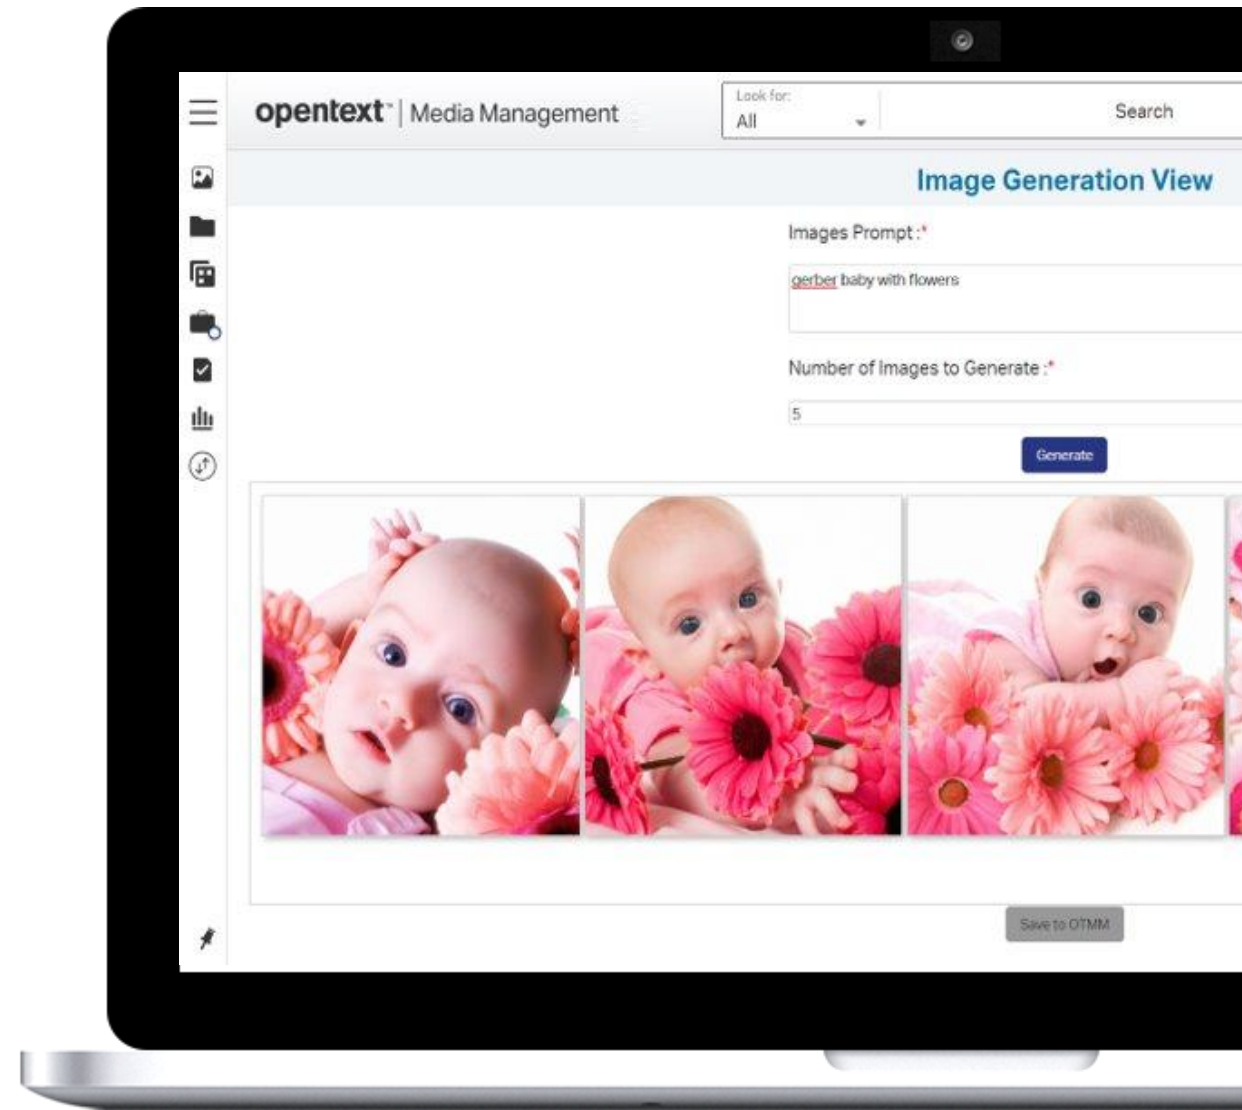 opentext™ | Media Management
Look for:
All
Search
Image Generation View
Images Prompt :*
gerber baby with flowers
Number of Images to Generate :*
5
Generate
Save to OTMM